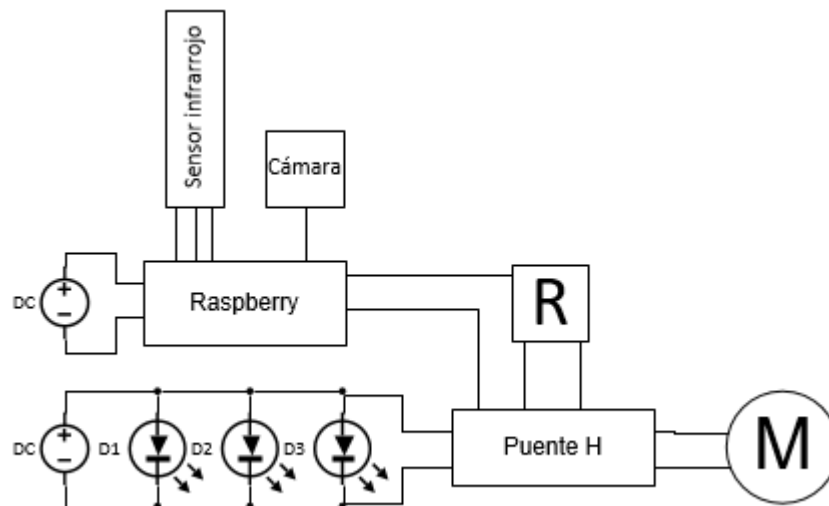 Sensor infrarrojo
Cámara
DC
Raspberry
R
DC
D1
D2
D3
Puente H
M